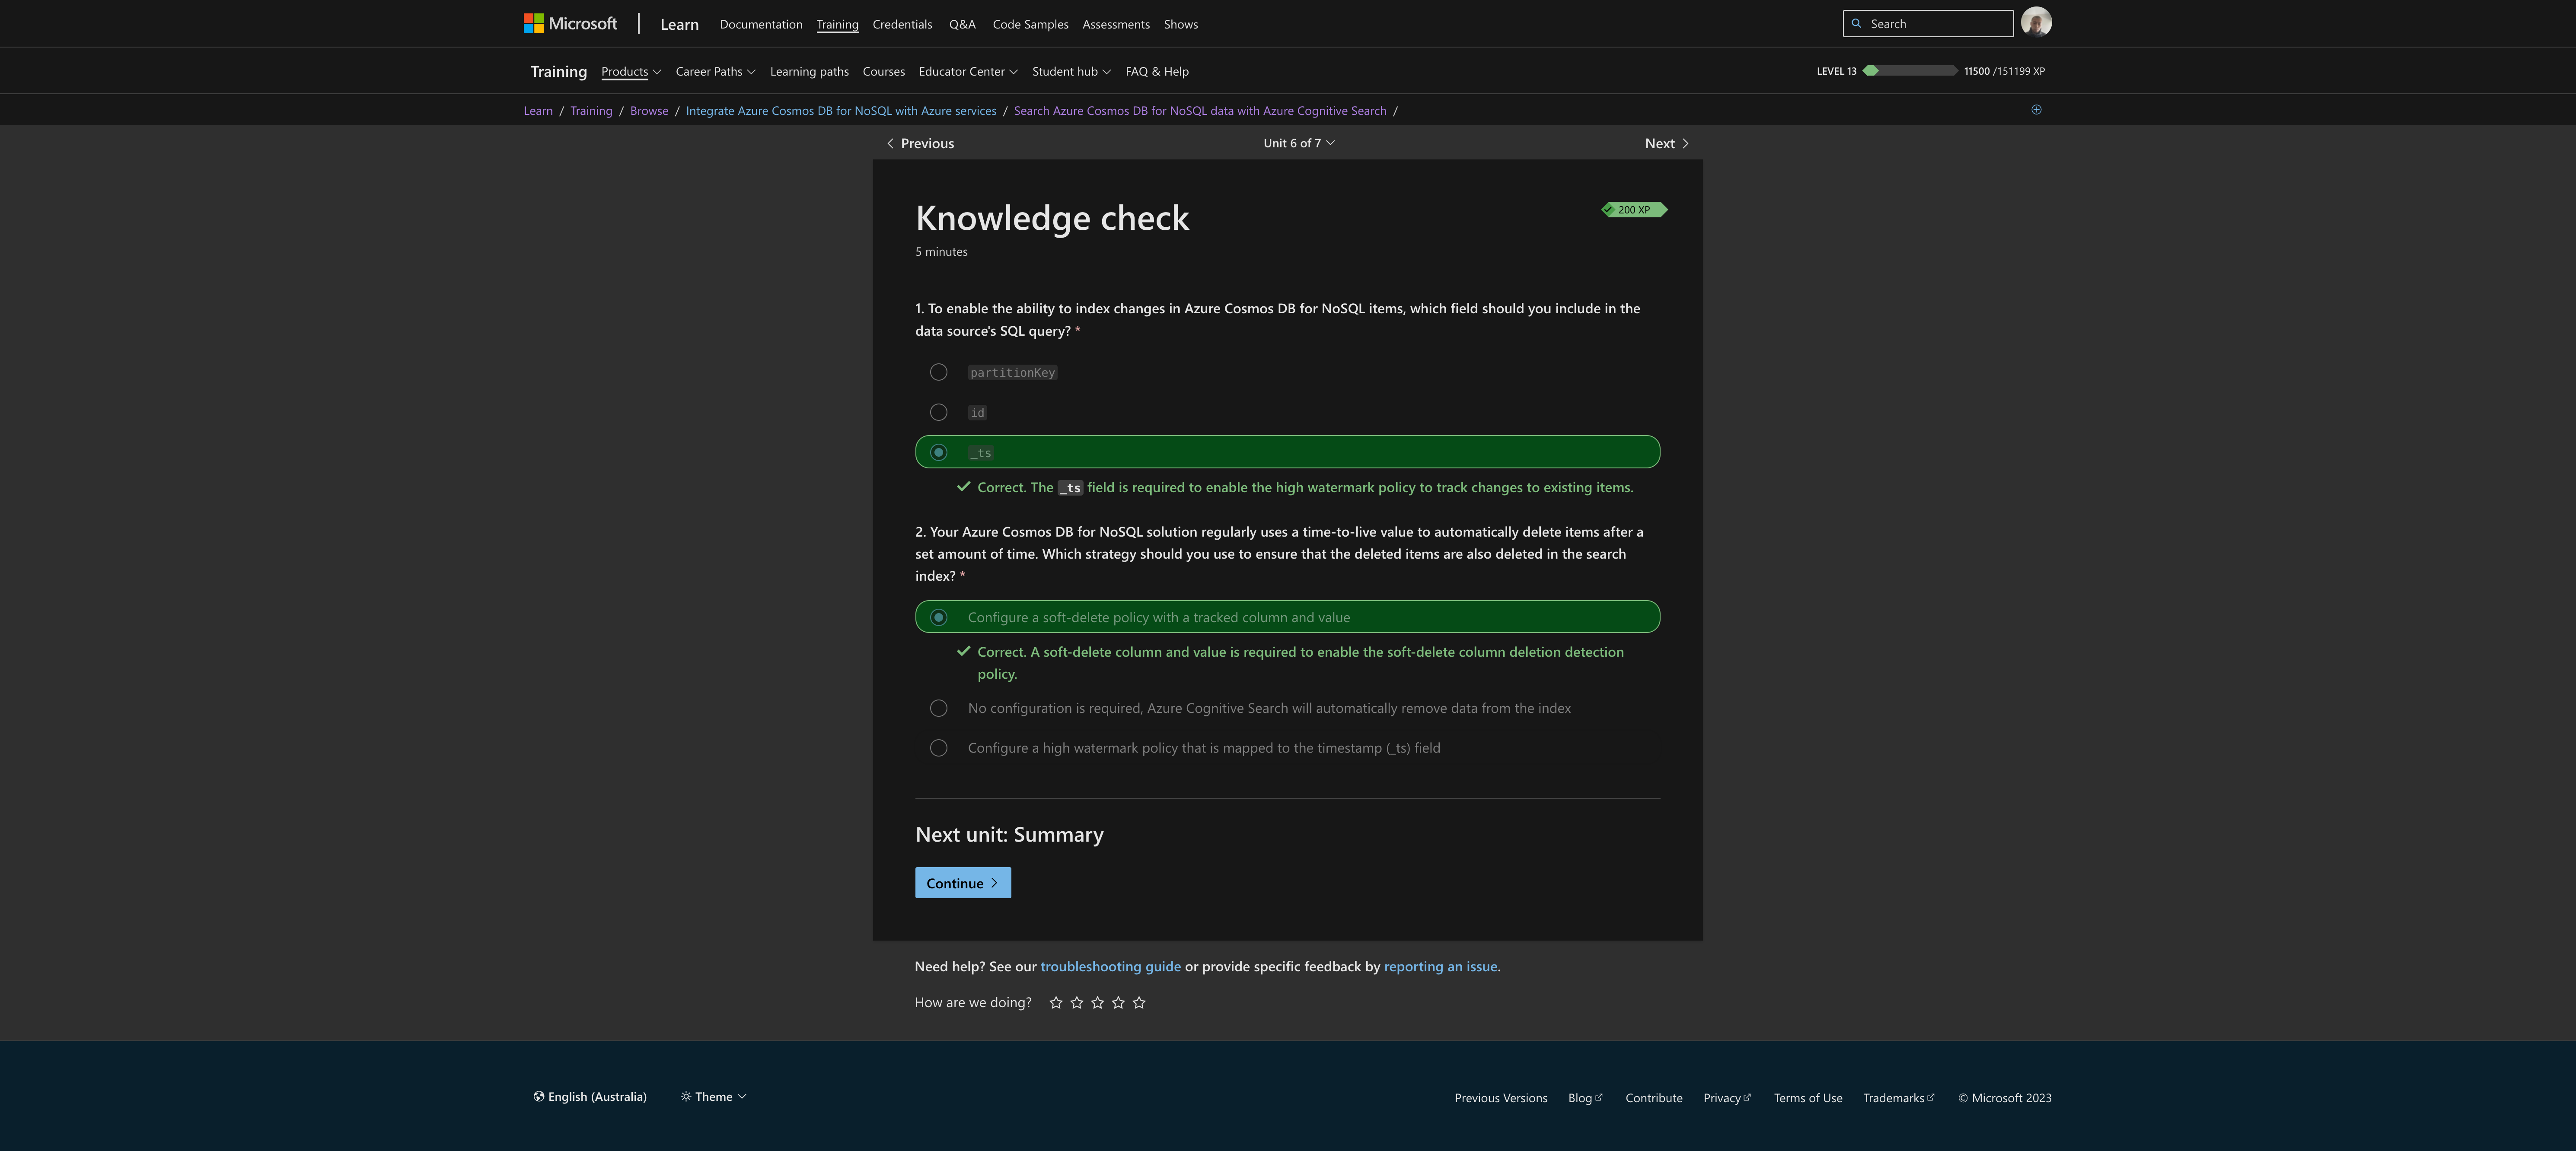 Microsoft | Learn Documentation Training Credentials Q&A Code Samples Assessments Shows Search
Training Products Career Paths Learning paths Courses Educator Center Student hub FAQ & Help LEVEL 13 11500 /151199 XP
Learn / Training / Browse / Integrate Azure Cosmos DB for NoSQL with Azure services / Search Azure Cosmos DB for NoSQL data with Azure Cognitive Search /
Previous Unit 6 of 7 Next
Knowledge check 200 XP
5 minutes
1. To enable the ability to index changes in Azure Cosmos DB for NoSQL items, which field should you include in the
data source's SQL query? *
partitionKey
id
_ts
Correct. The _ts field is required to enable the high watermark policy to track changes to existing items.
2. Your Azure Cosmos DB for NoSQL solution regularly uses a time-to-live value to automatically delete items after a
set amount of time. Which strategy should you use to ensure that the deleted items are also deleted in the search
index? *
Configure a soft-delete policy with a tracked column and value
Correct. A soft-delete column and value is required to enable the soft-delete column deletion detection
policy.
No configuration is required, Azure Cognitive Search will automatically remove data from the index
Configure a high watermark policy that is mapped to the timestamp (_ts) field
Next unit: Summary
Continue
Need help? See our troubleshooting guide or provide specific feedback by reporting an issue.
How are we doing?
English (Australia) Theme Previous Versions Blog Contribute Privacy Terms of Use Trademarks © Microsoft 2023